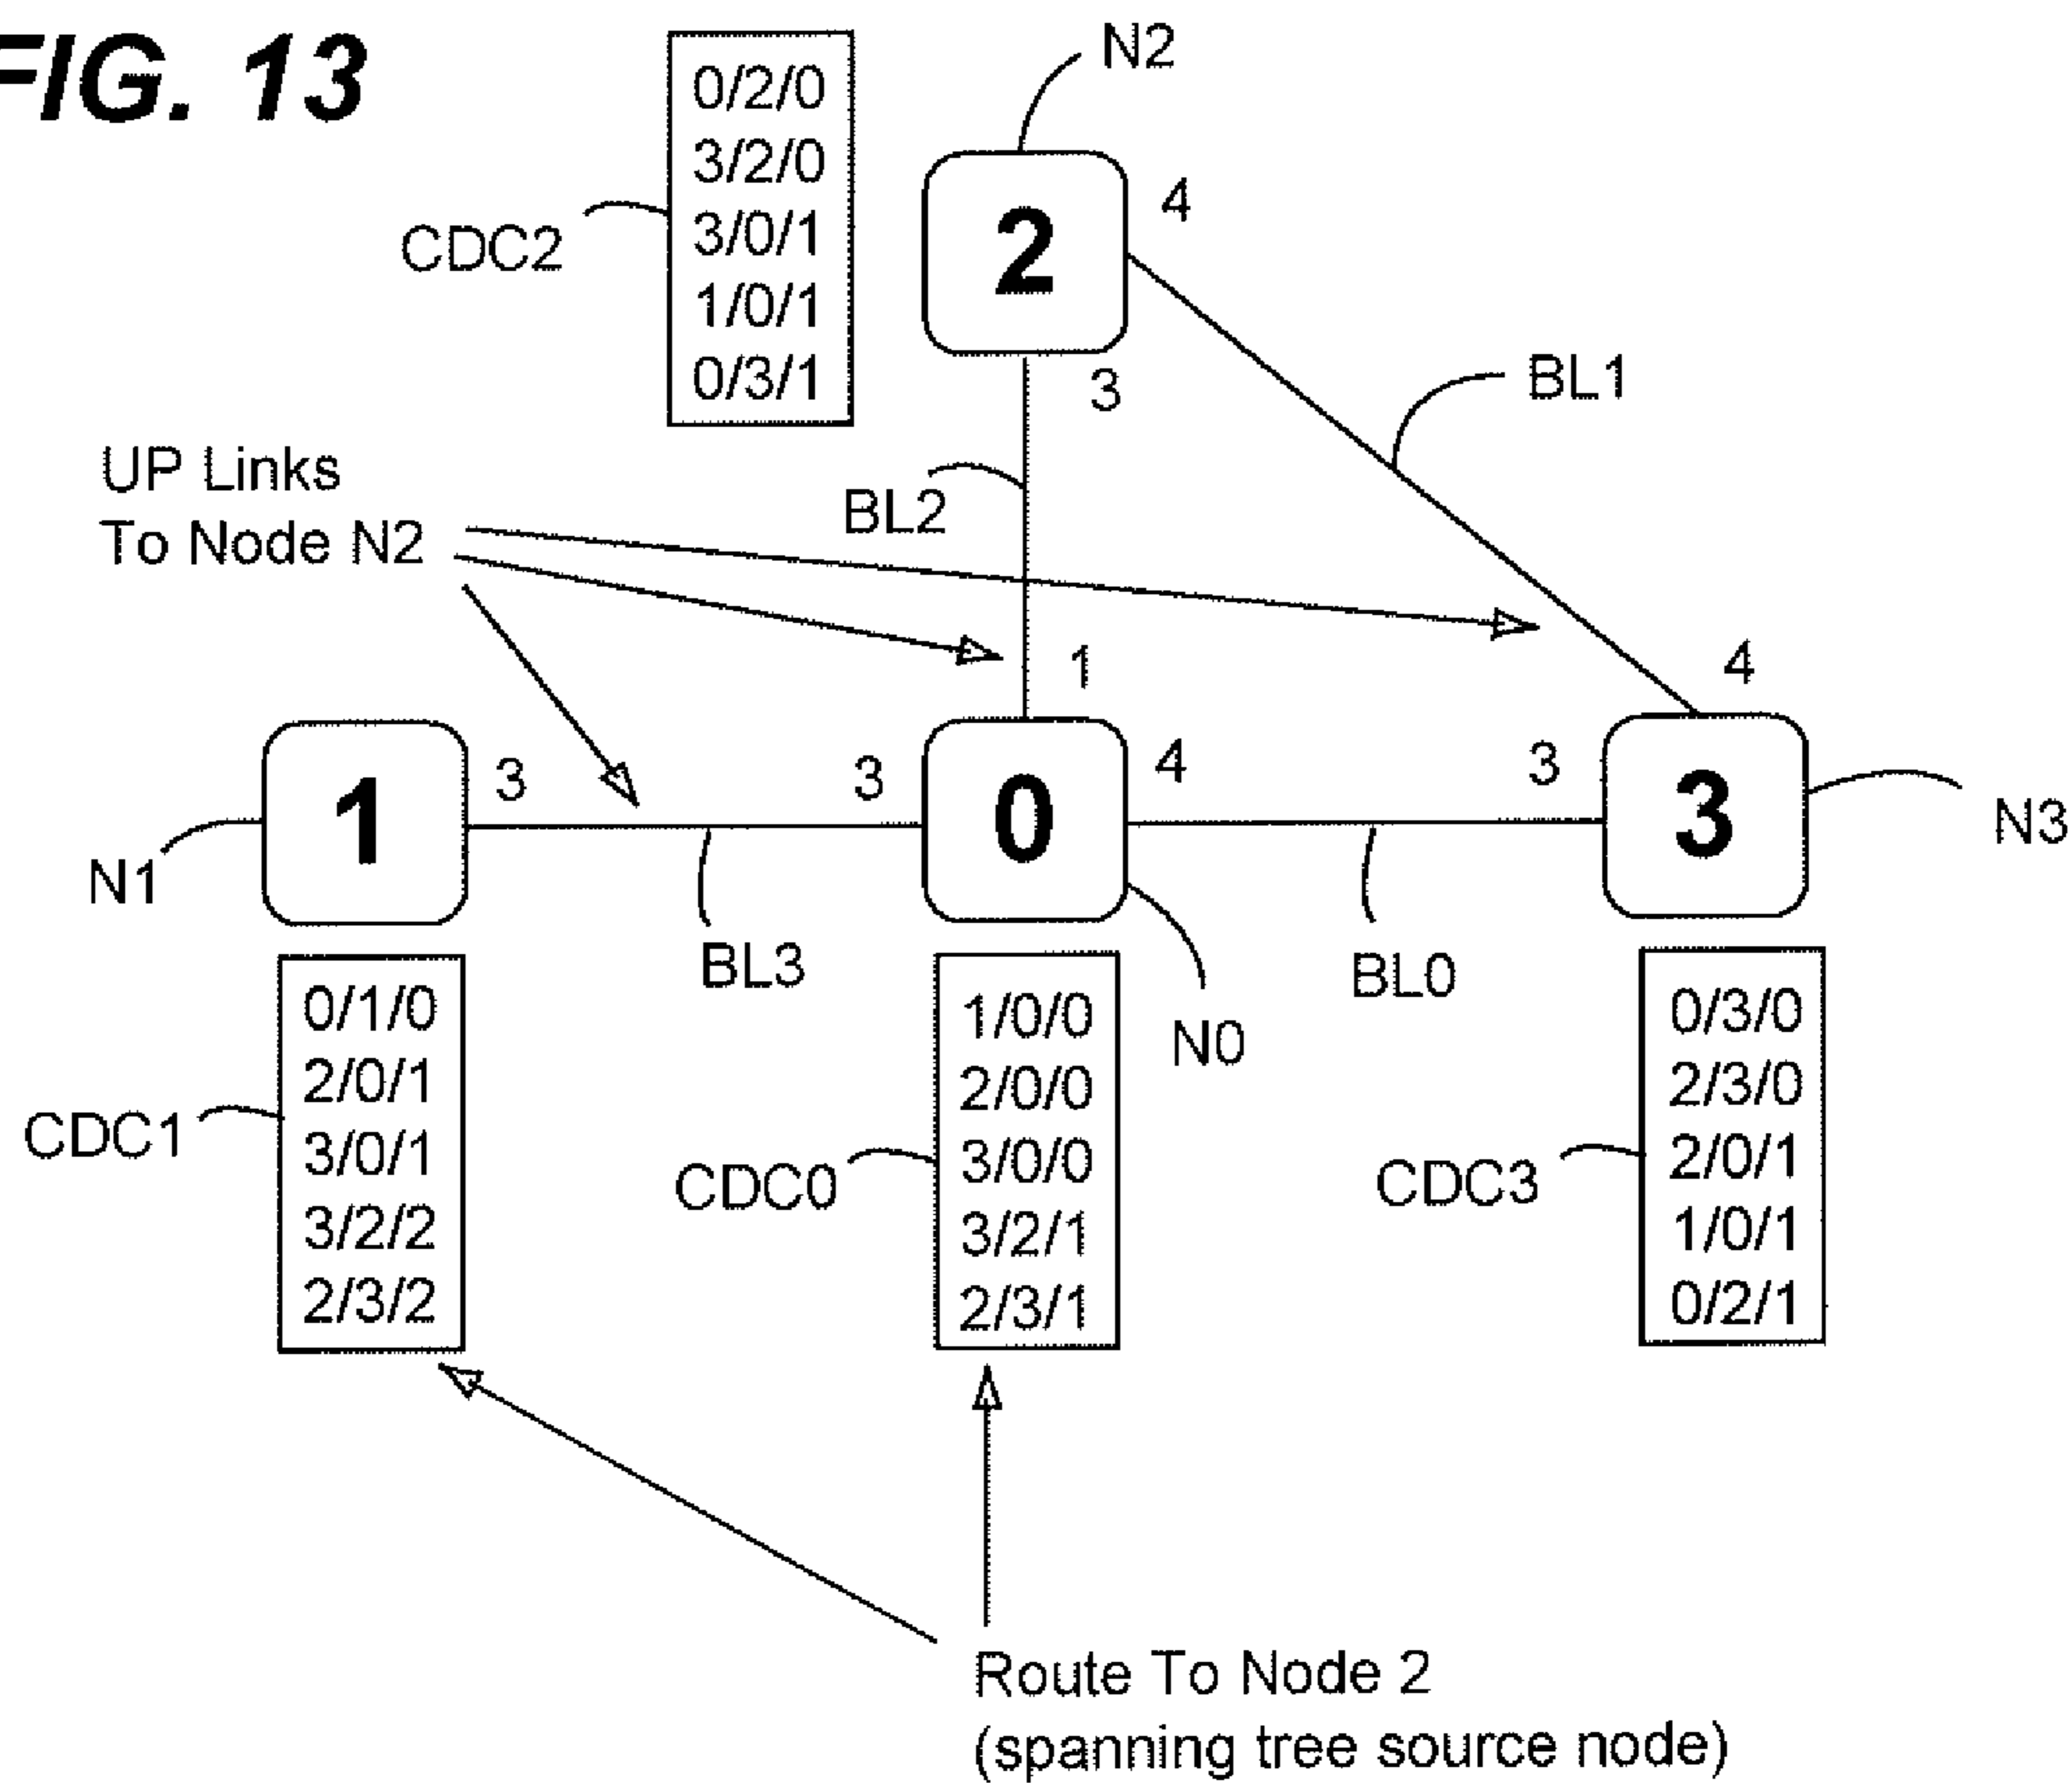 FIG. 13
N2
0/2/0
3/2/0
3/0/1
1/0/1
0/3/1
CDC2
2
4
3
BL1
UP Links
To Node N2
BL2
1
4
1
3
3
0
4
3
3
N1
N3
BL3
N0
BL0
CDC1
0/1/0
2/0/1
3/0/1
3/2/2
2/3/2
CDC0
1/0/0
2/0/0
3/0/0
3/2/1
2/3/1
CDC3
0/3/0
2/3/0
2/0/1
1/0/1
0/2/1
Route To Node 2
(spanning tree source node)